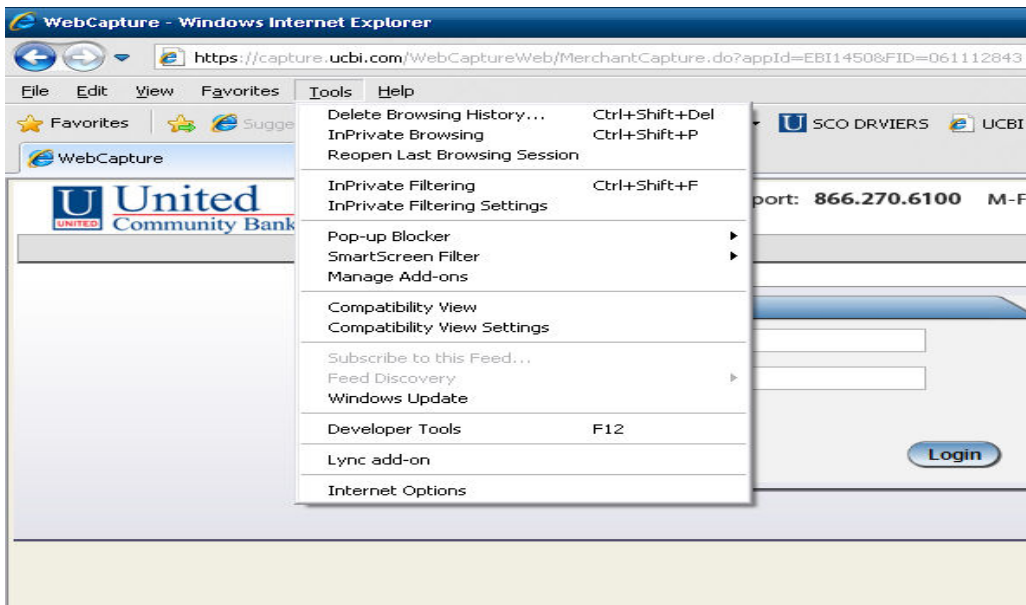 WebCapture - Windows Internet Explorer
https://capture.ucbi.com/WebCaptureWeb/MerchantCapture.do?appId=EBI1450&FID=061112843
File Edit View Favorites Tools Help
Favorites Sugge SCO DRVIERS UCBI
WebCapture
Delete Browsing History... Ctrl+Shift+Del
InPrivate Browsing Ctrl+Shift+P
Reopen Last Browsing Session
InPrivate Filtering Ctrl+Shift+F
InPrivate Filtering Settings
Pop-up Blocker
SmartScreen Filter
Manage Add-ons
Compatibility View
Compatibility View Settings
Subscribe to this Feed...
Feed Discovery
Windows Update
Developer Tools F12
Lync add-on
Internet Options
U United
UNITED Community Bank
port: 866.270.6100 M-F
Login